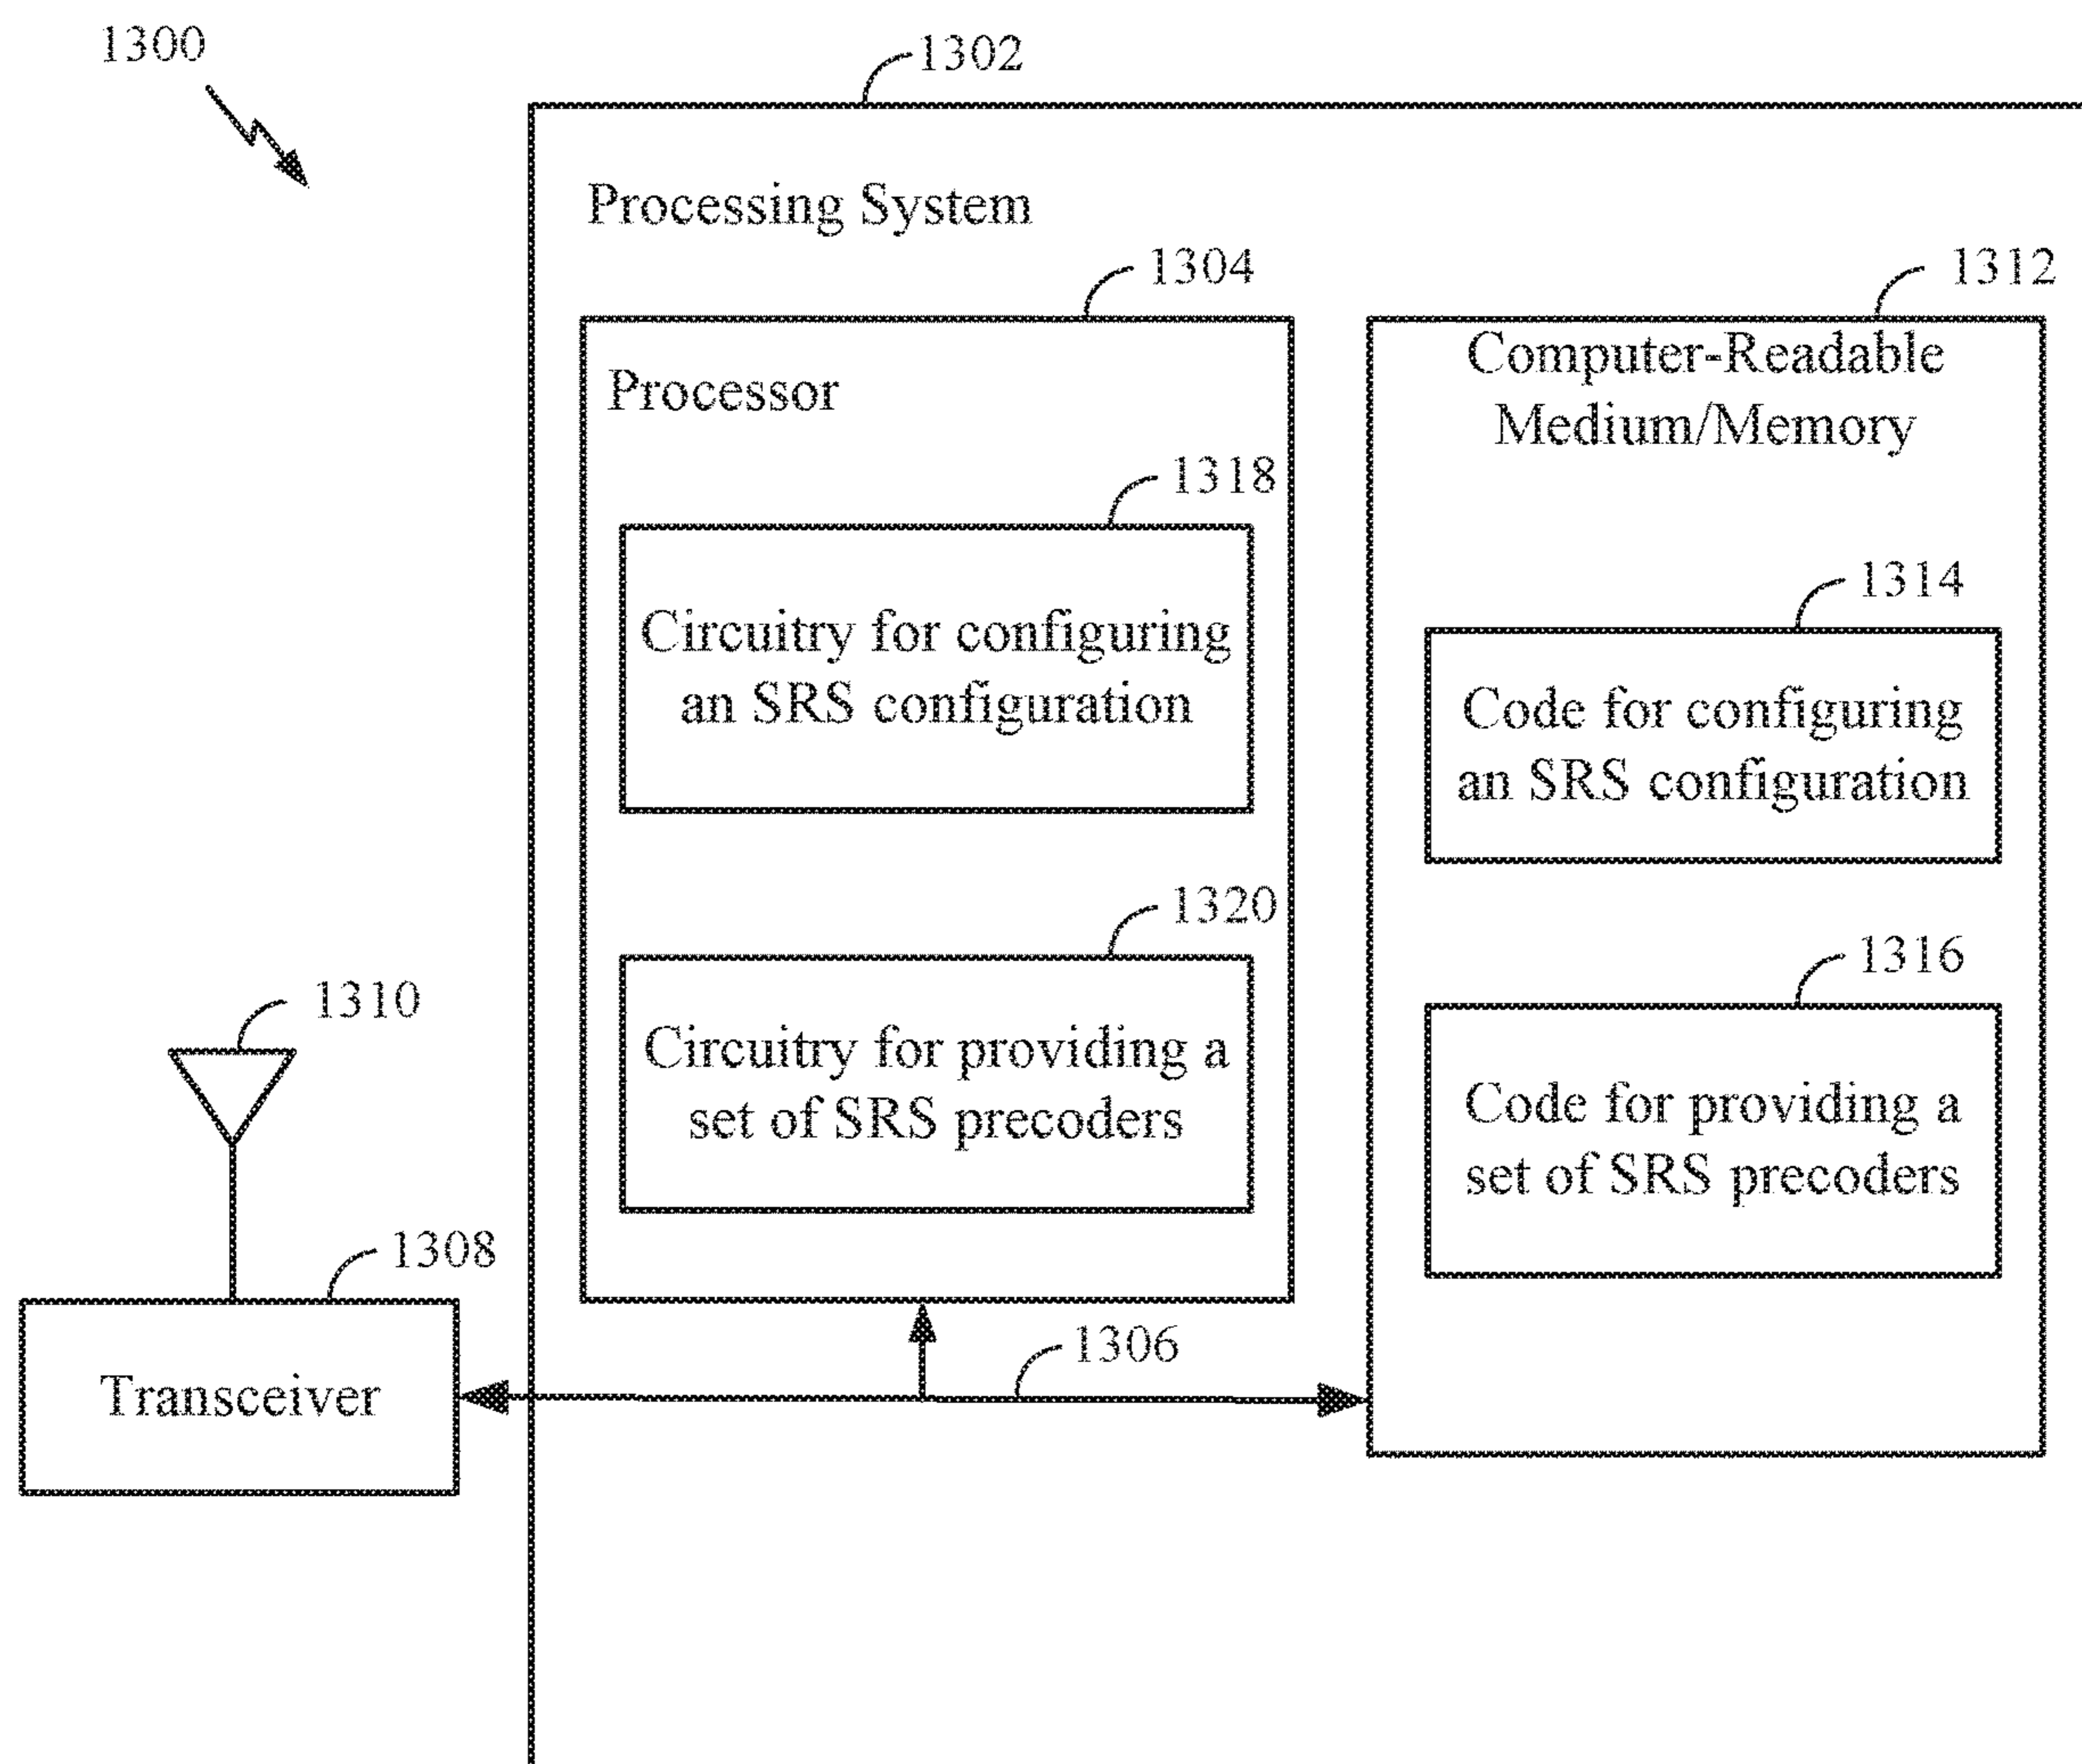 1300
1302
Processing System
1304
1312
Processor
Computer-Readable
Medium/Memory
1318
Circuitry for configuring
an SRS configuration
1314
Code for configuring
an SRS configuration
1320
Circuitry for providing a
set of SRS precoders
1316
Code for providing a
set of SRS precoders
1310
1308
Transceiver
1306